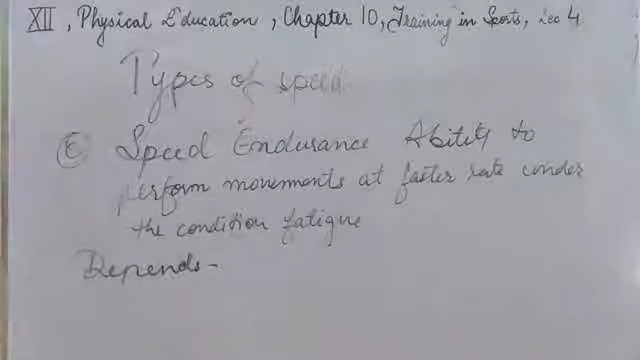 XII, Physical Education, Chapter 10, Training in Sports, Lec 4
Types of speed
E Speed Endurance Ability to
perform movements at faster rate under
the condition fatigue
Depends-